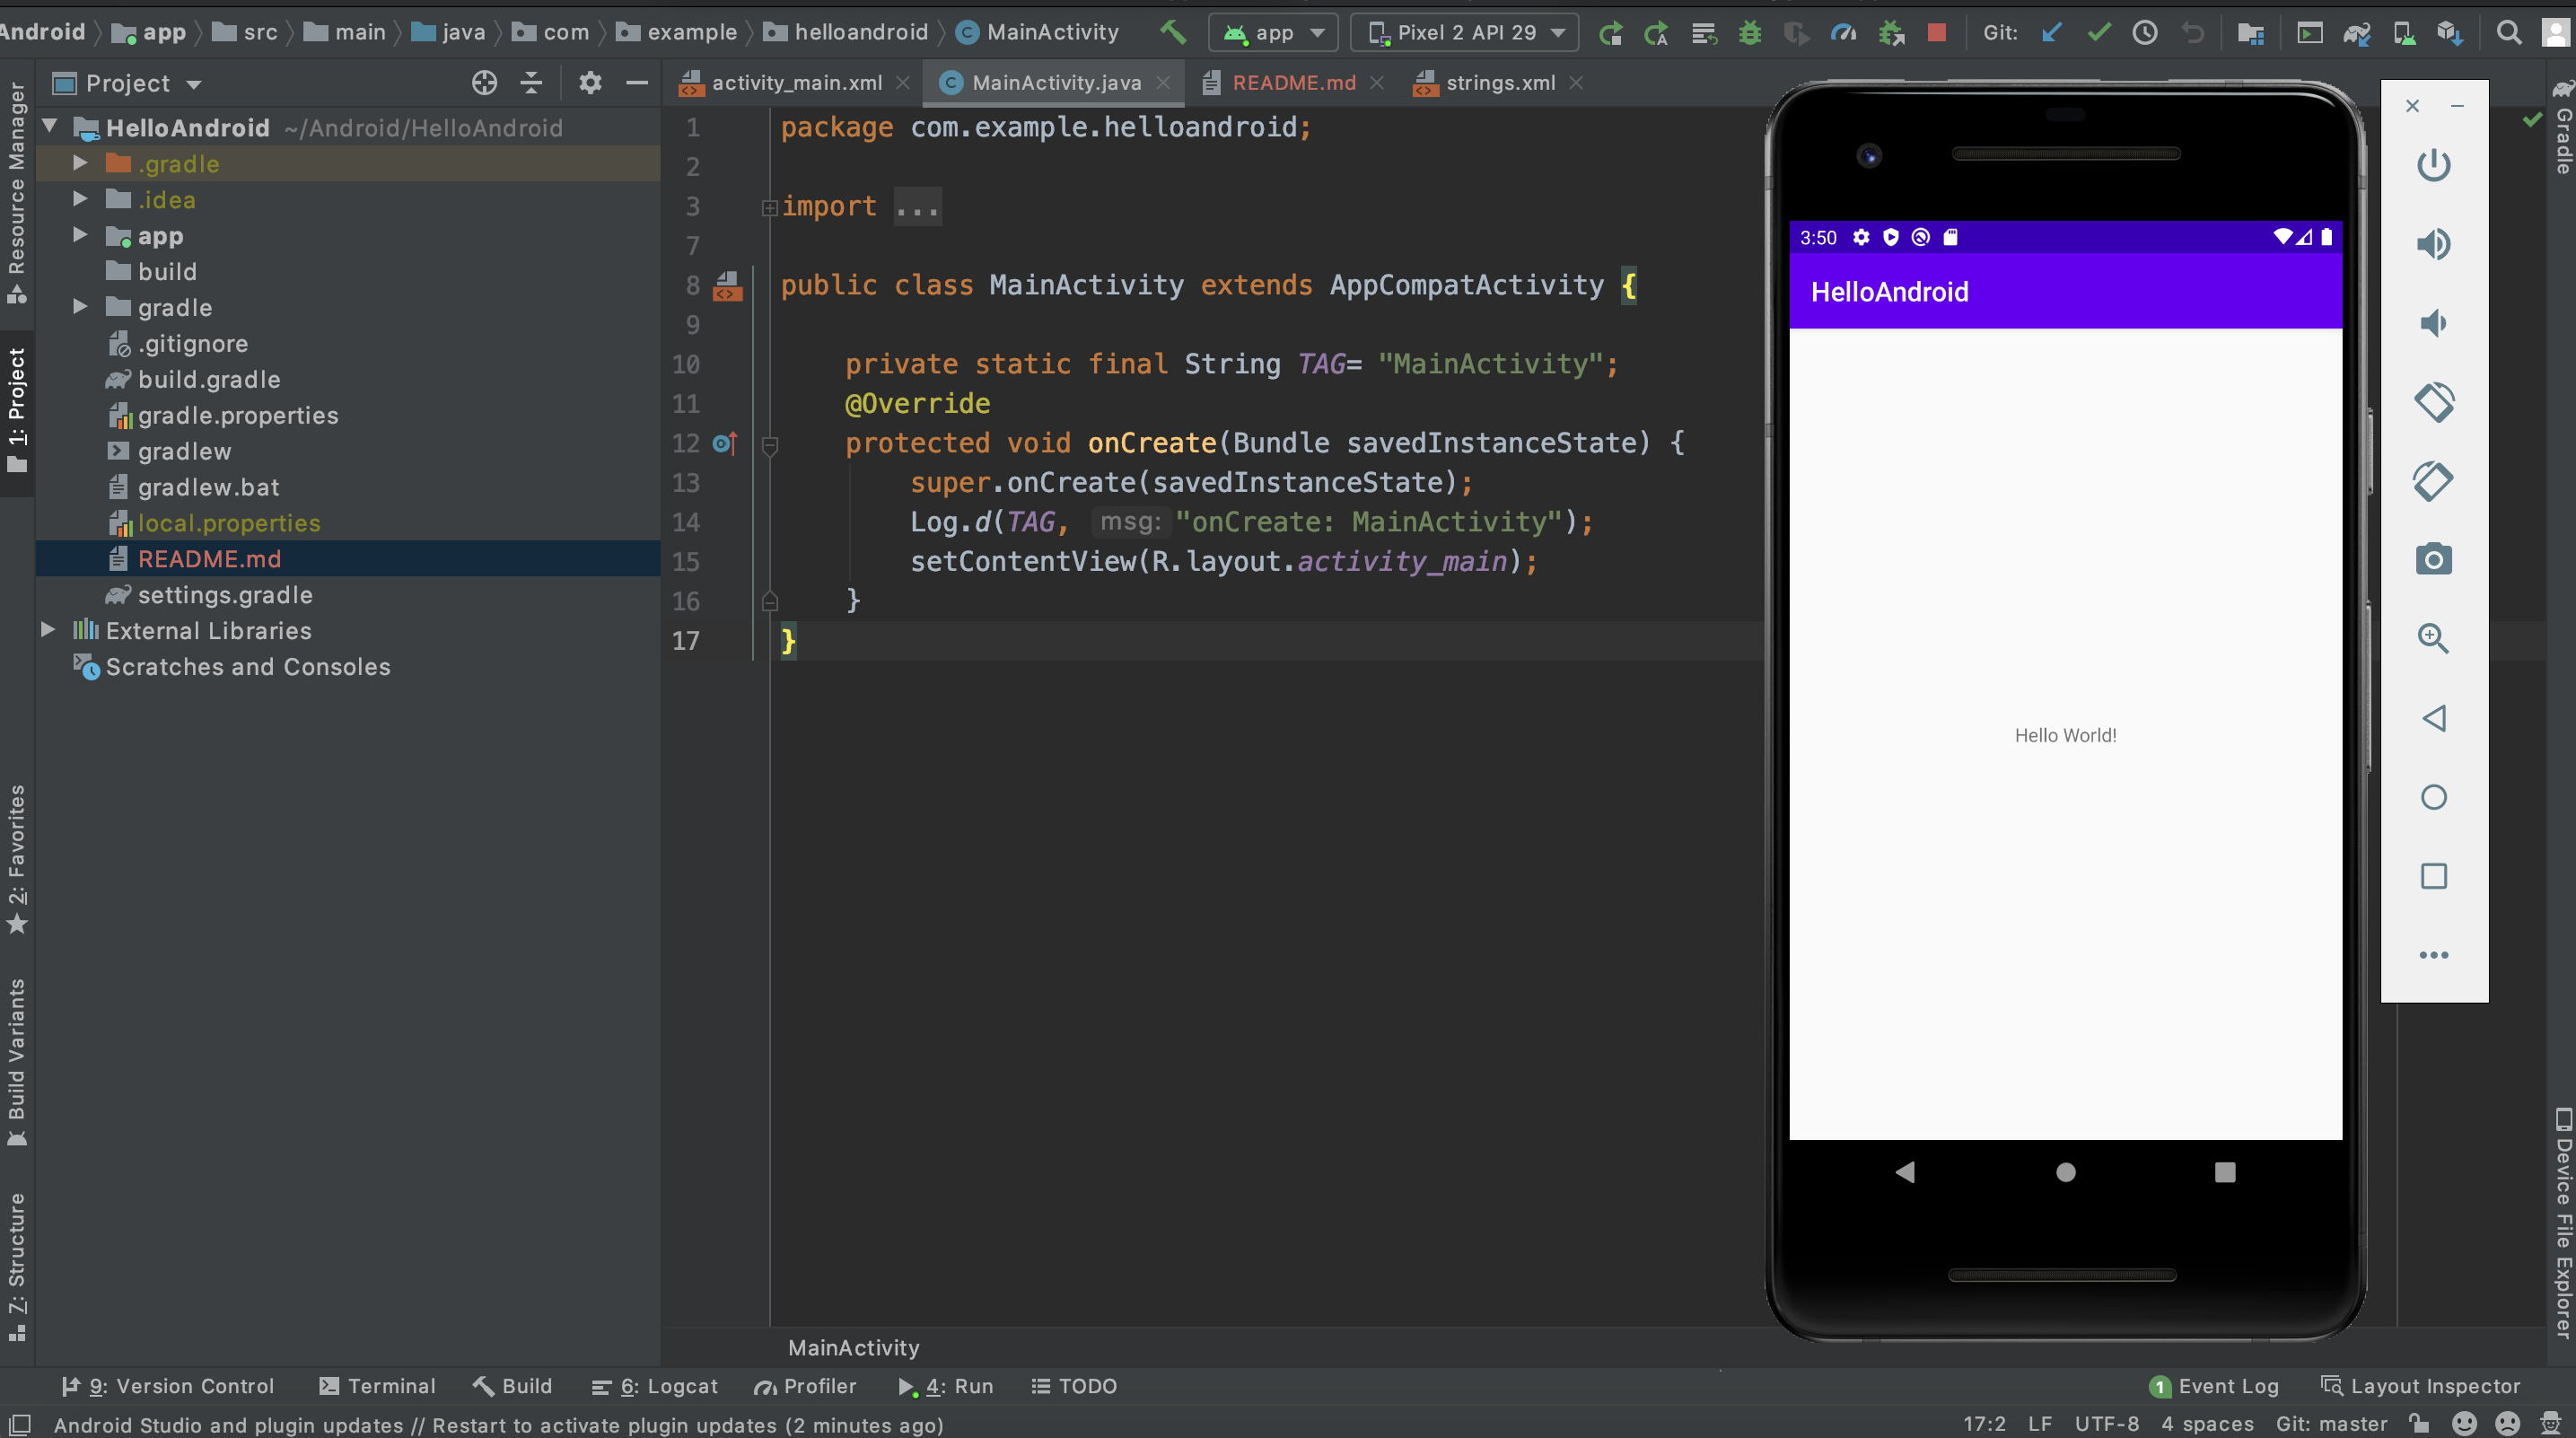 Android app src main java com example helloandroid MainActivity app Pixel 2 API 29 Git:
Project
activity_main.xml MainActivity.java README.md strings.xml
HelloAndroid ~/Android/HelloAndroid
.gradle
.idea
app
build
gradle
.gitignore
build.gradle
gradle.properties
gradlew
gradlew.bat
local.properties
README.md
settings.gradle
External Libraries
Scratches and Consoles
Resource Manager
1: Project
2: Favorites
Build Variants
7: Structure
1 package com.example.helloandroid;
2
3 import ...
7
8 public class MainActivity extends AppCompatActivity {
9
10 private static final String TAG= "MainActivity";
11 @Override
12 protected void onCreate(Bundle savedInstanceState) {
13 super.onCreate(savedInstanceState);
14 Log.d(TAG, msg: "onCreate: MainActivity");
15 setContentView(R.layout.activity_main);
16 }
17 }
MainActivity
3:50
HelloAndroid
Hello World!
Gradle
Device File Explorer
9: Version Control Terminal Build 6: Logcat Profiler 4: Run TODO 1 Event Log Layout Inspector
Android Studio and plugin updates // Restart to activate plugin updates (2 minutes ago) 17:2 LF UTF-8 4 spaces Git: master